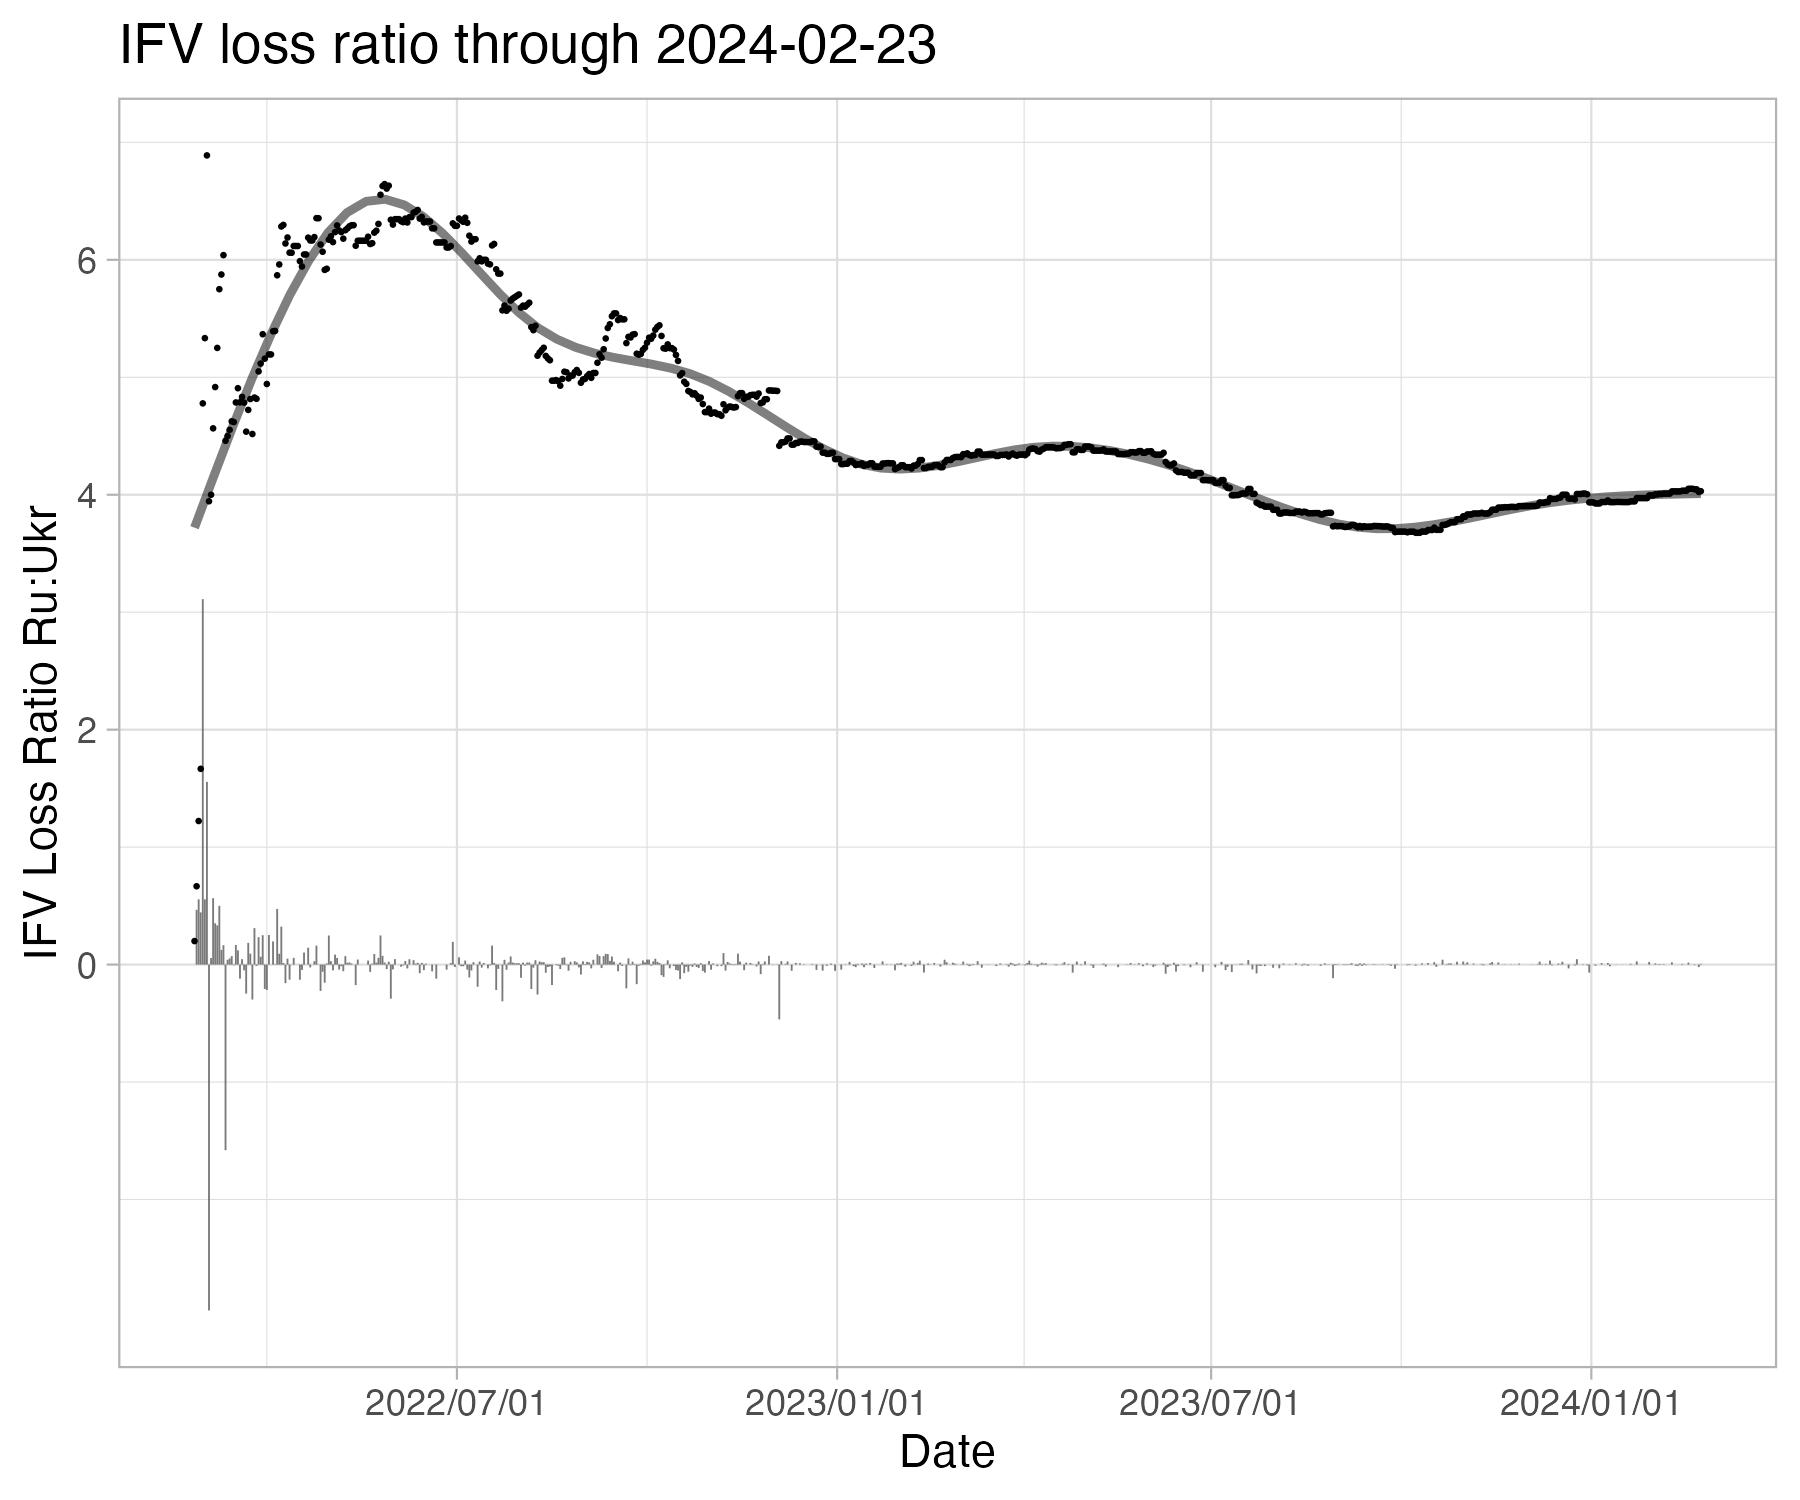 IFV loss ratio through 2024-02-23
IFV Loss Ratio Ru:Ukr
6
4
2
0
2022/07/01
2023/01/01
2023/07/01
2024/01/01
Date